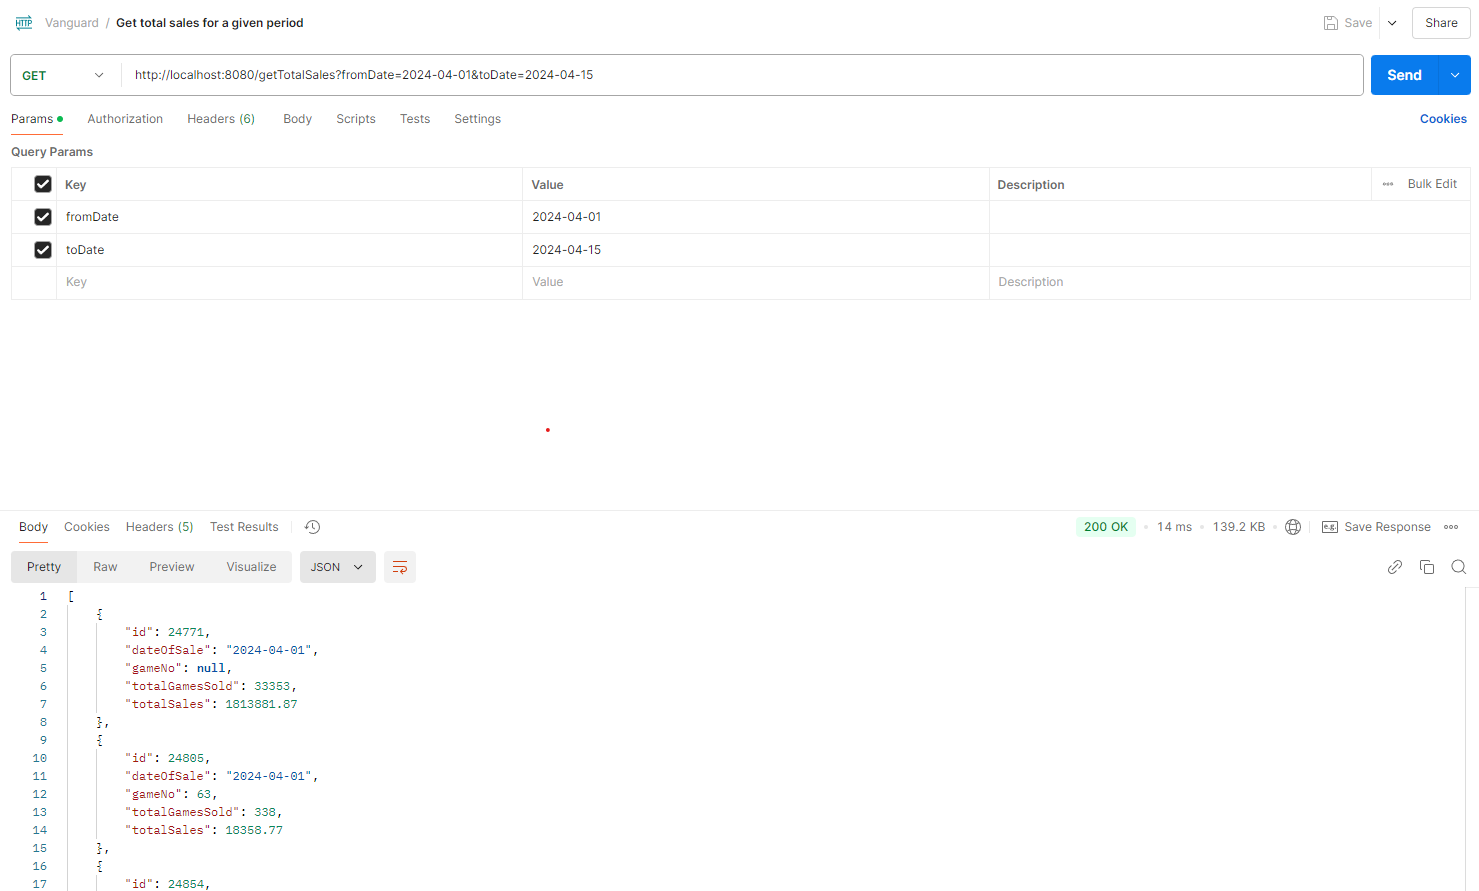 HTTP Vanguard / Get total sales for a given period Save Share
GET http://localhost:8080/getTotalSales?fromDate=2024-04-01&toDate=2024-04-15 Send
Params Authorization Headers (6) Body Scripts Tests Settings Cookies
Query Params
Key Value Description Bulk Edit
fromDate 2024-04-01
toDate 2024-04-15
Key Value Description
Body Cookies Headers (5) Test Results 200 OK 14 ms 139.2 KB e.g. Save Response
Pretty Raw Preview Visualize JSON
1 [
2 {
3 "id": 24771,
4 "dateOfSale": "2024-04-01",
5 "gameNo": null,
6 "totalGamesSold": 33353,
7 "totalSales": 1813881.87
8 },
9 {
10 "id": 24805,
11 "dateOfSale": "2024-04-01",
12 "gameNo": 63,
13 "totalGamesSold": 338,
14 "totalSales": 18358.77
15 },
16 {
17 "id": 24854,